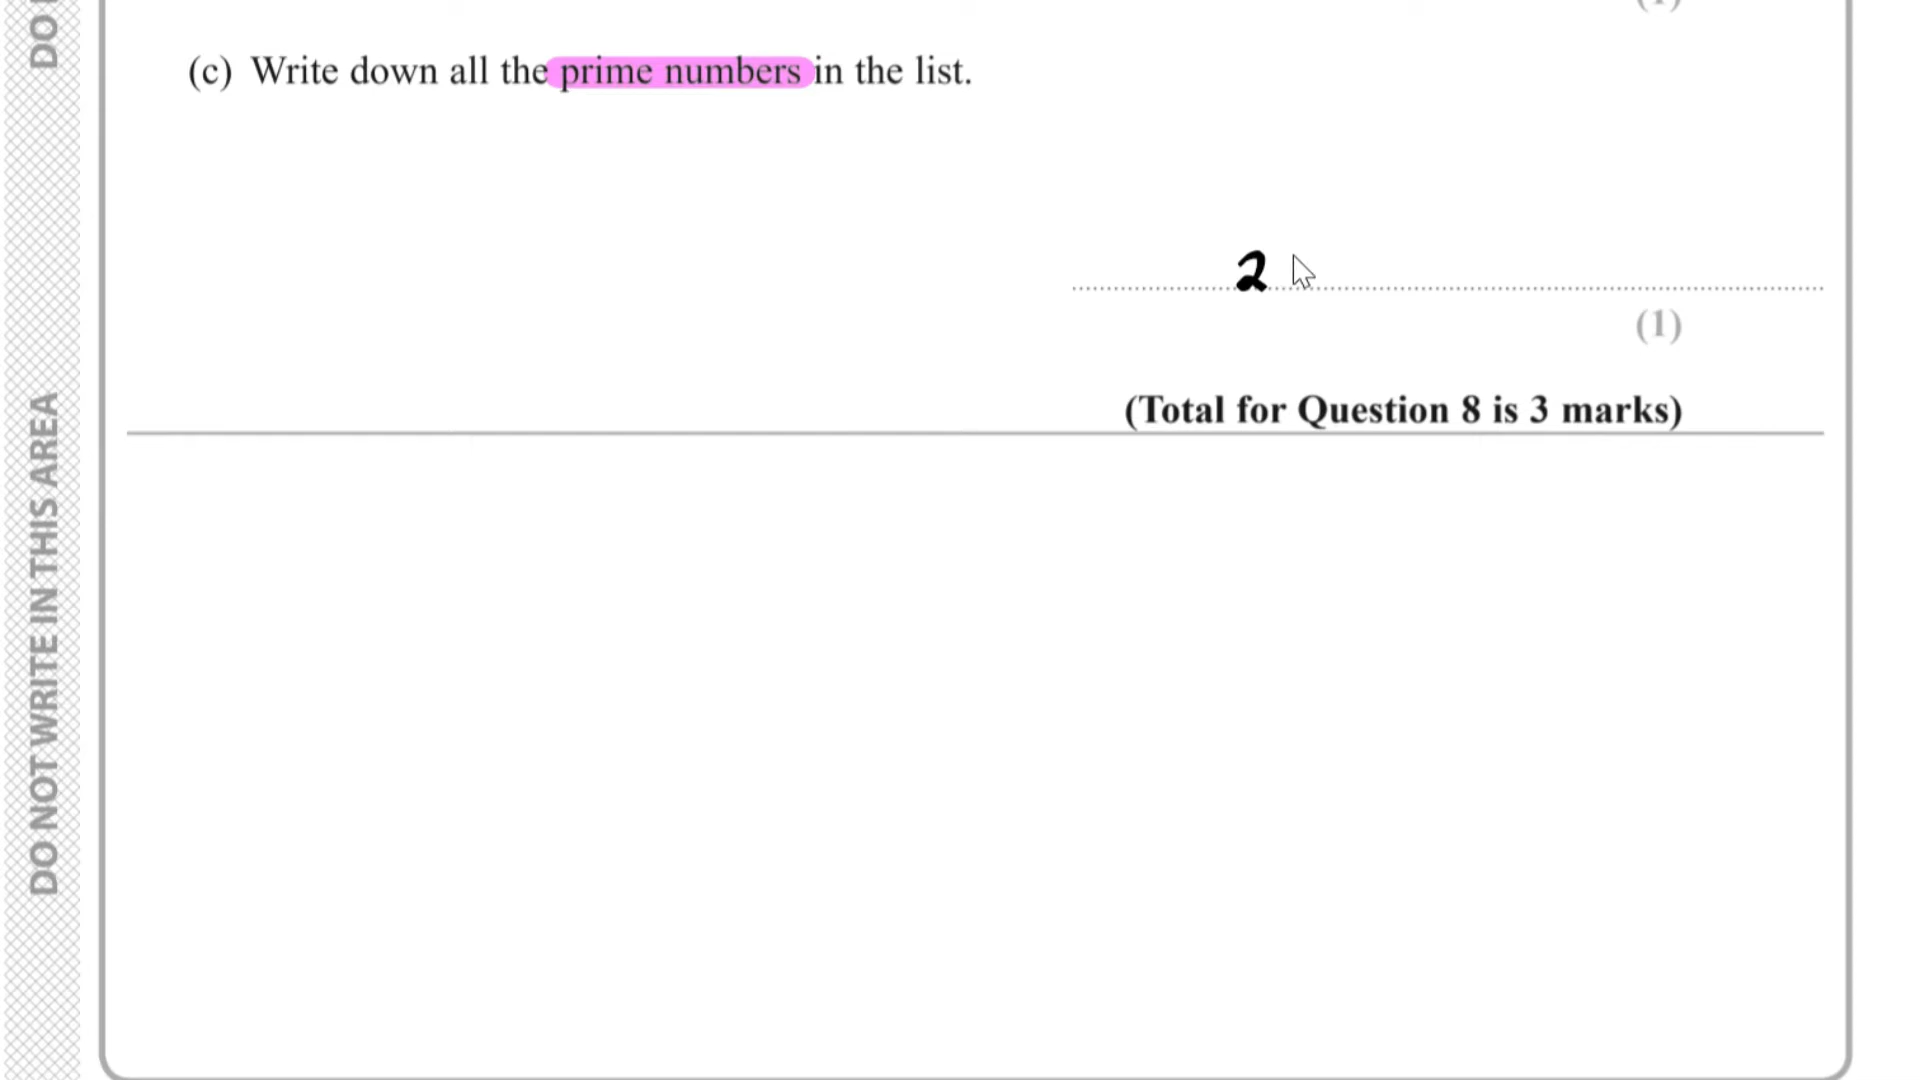 (c) Write down all the prime numbers in the list.
2
(1)
(Total for Question 8 is 3 marks)
DO NOT WRITE IN THIS AREA